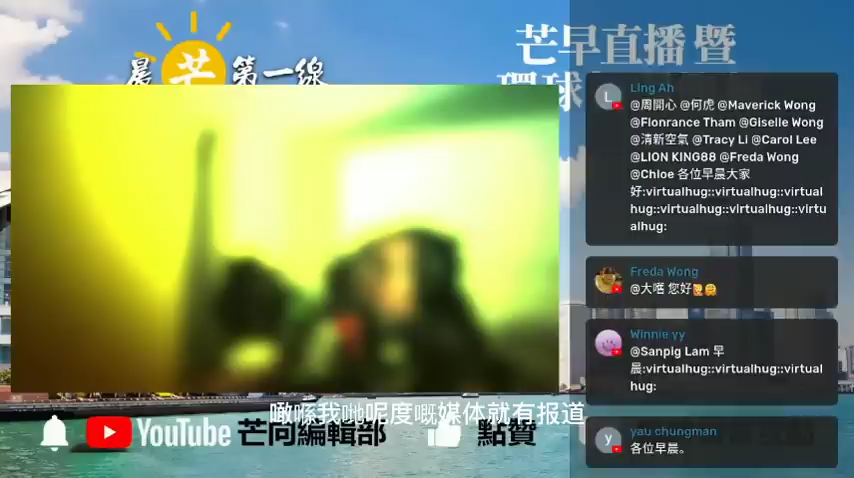 晨芒第一線
芒早直播 暨
環球
Ling Ah
@周開心 @何虎 @Maverick Wong
@Flonrance Tham @Giselle Wong
@清新空氣 @Tracy Li @Carol Lee
@LION KING88 @Freda Wong
@Chloe 各位早晨大家
好:virtualhug::virtualhug::virtual
hug::virtualhug::virtualhug::virtu
alhug:
Freda Wong
@大嚿 您好🙋🤗
Winnie yy
@Sanpig Lam 早
晨:virtualhug::virtualhug::virtual
hug:
yau chungman
各位早晨。
噉喺我哋呢度嘅媒体就有报道
YouTube 芒向編輯部 點贊